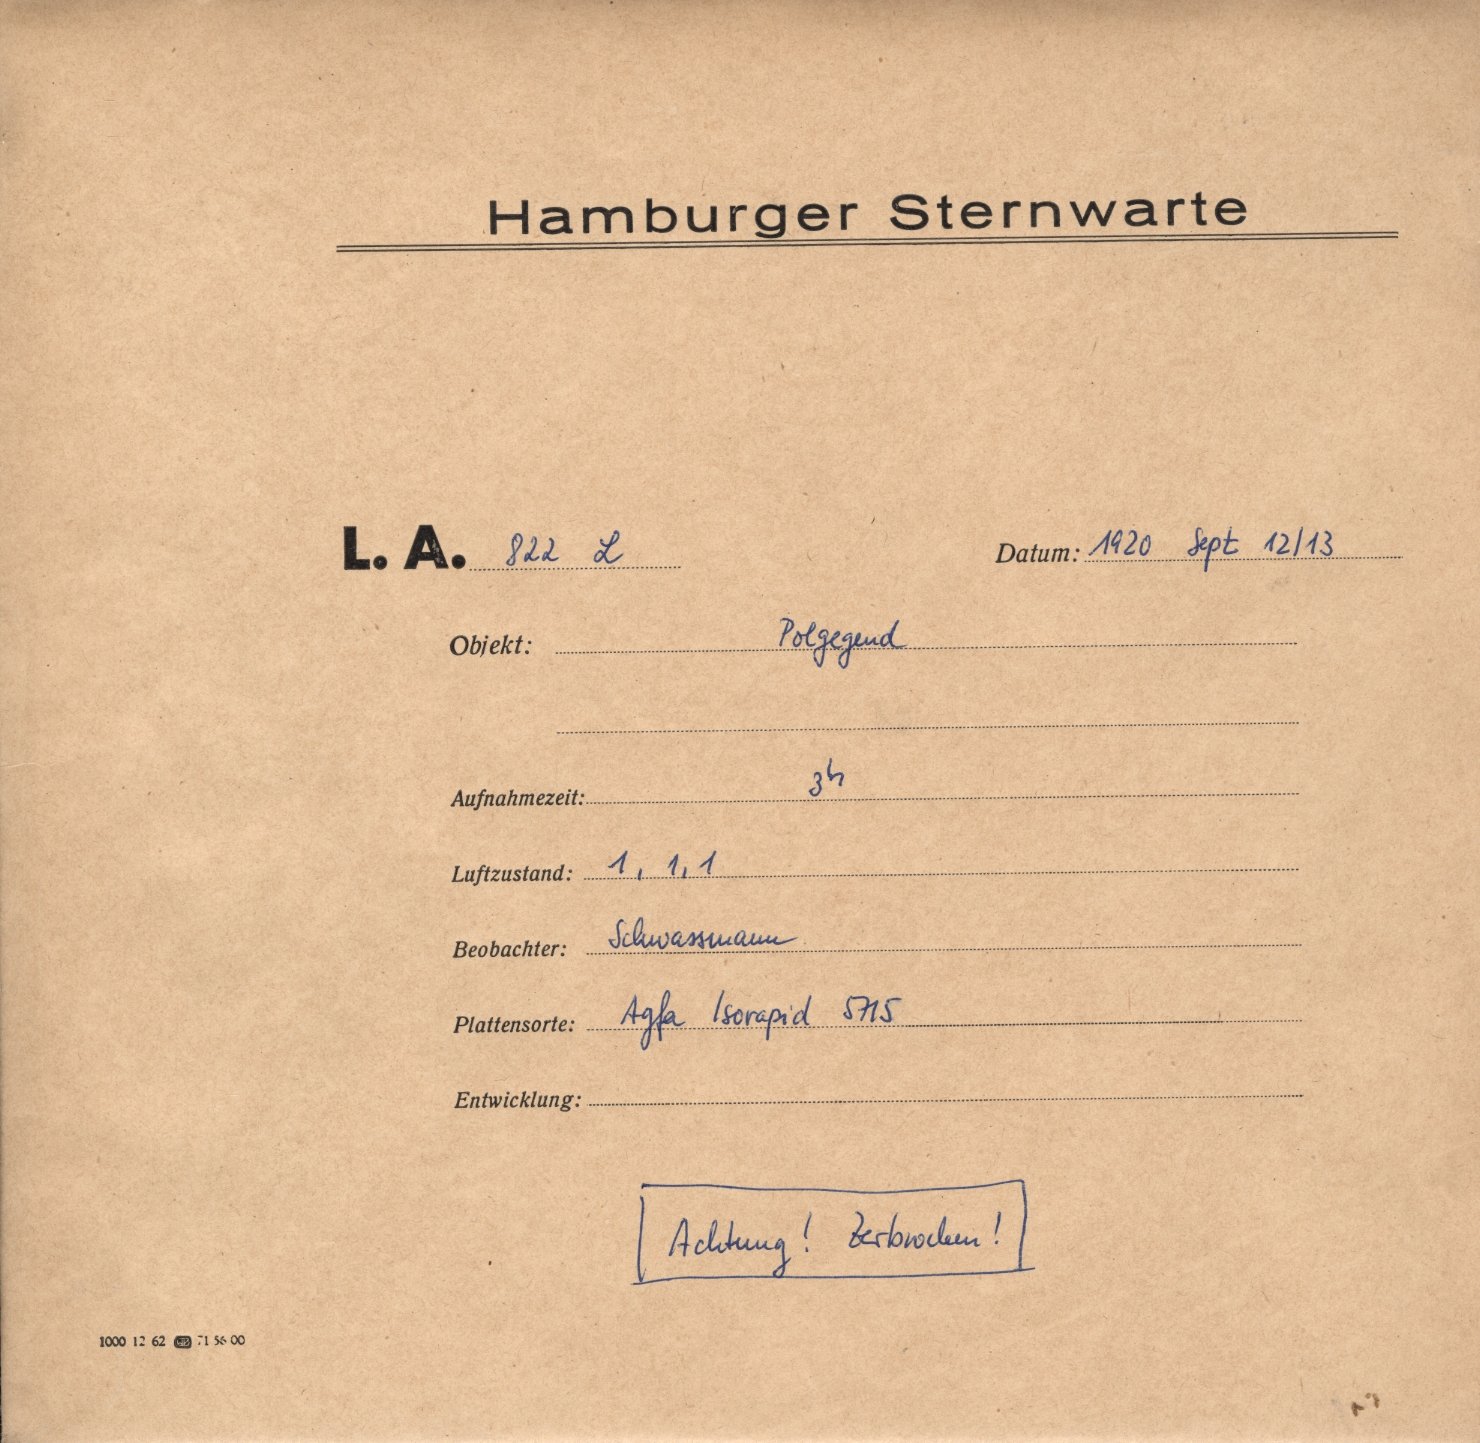 Hamburger Sternwarte
L. A. 822 L Datum: 1920 Sept 12/13
Objekt: Polgegend
Aufnahmezeit: 3h
Luftzustand: 1, 1, 1
Beobachter: Schwassmann
Plattensorte: Agfa Isorapid 5715
Entwicklung:
Achtung! Zerbrochen!
1000 12 62 71 56 00